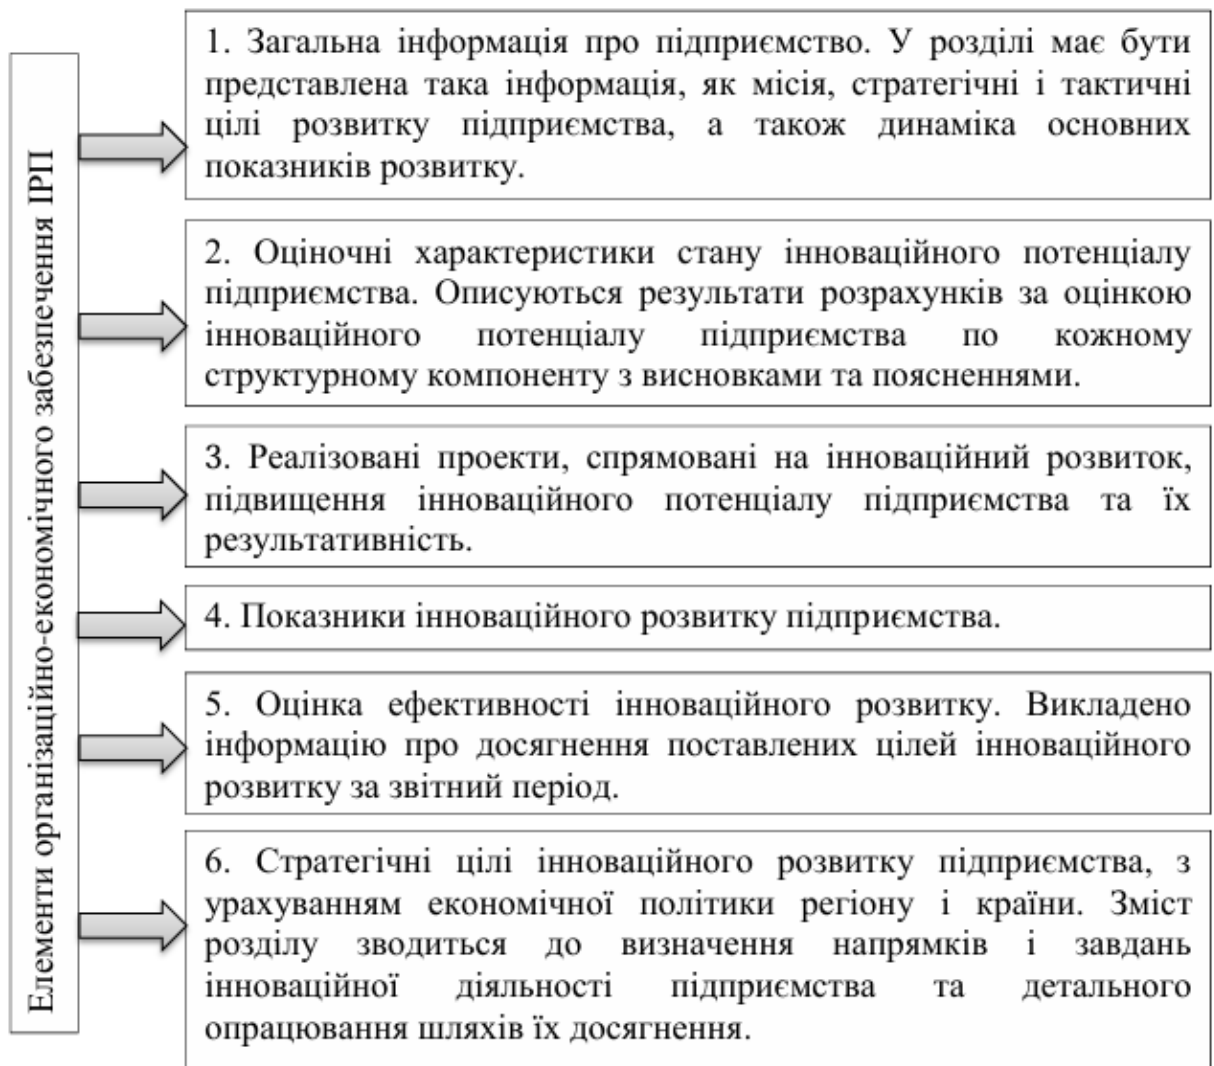 Елементи організаційно-економічного забезпечення ІРП
1. Загальна інформація про підприємство. У розділі має бути
представлена така інформація, як місія, стратегічні і тактичні
цілі розвитку підприємства, а також динаміка основних
показників розвитку.
2. Оціночні характеристики стану інноваційного потенціалу
підприємства. Описуються результати розрахунків за оцінкою
інноваційного потенціалу підприємства по кожному
структурному компоненту з висновками та поясненнями.
3. Реалізовані проекти, спрямовані на інноваційний розвиток,
підвищення інноваційного потенціалу підприємства та їх
результативність.
4. Показники інноваційного розвитку підприємства.
5. Оцінка ефективності інноваційного розвитку. Викладено
інформацію про досягнення поставлених цілей інноваційного
розвитку за звітний період.
6. Стратегічні цілі інноваційного розвитку підприємства, з
урахуванням економічної політики регіону і країни. Зміст
розділу зводиться до визначення напрямків і завдань
інноваційної діяльності підприємства та детального
опрацювання шляхів їх досягнення.